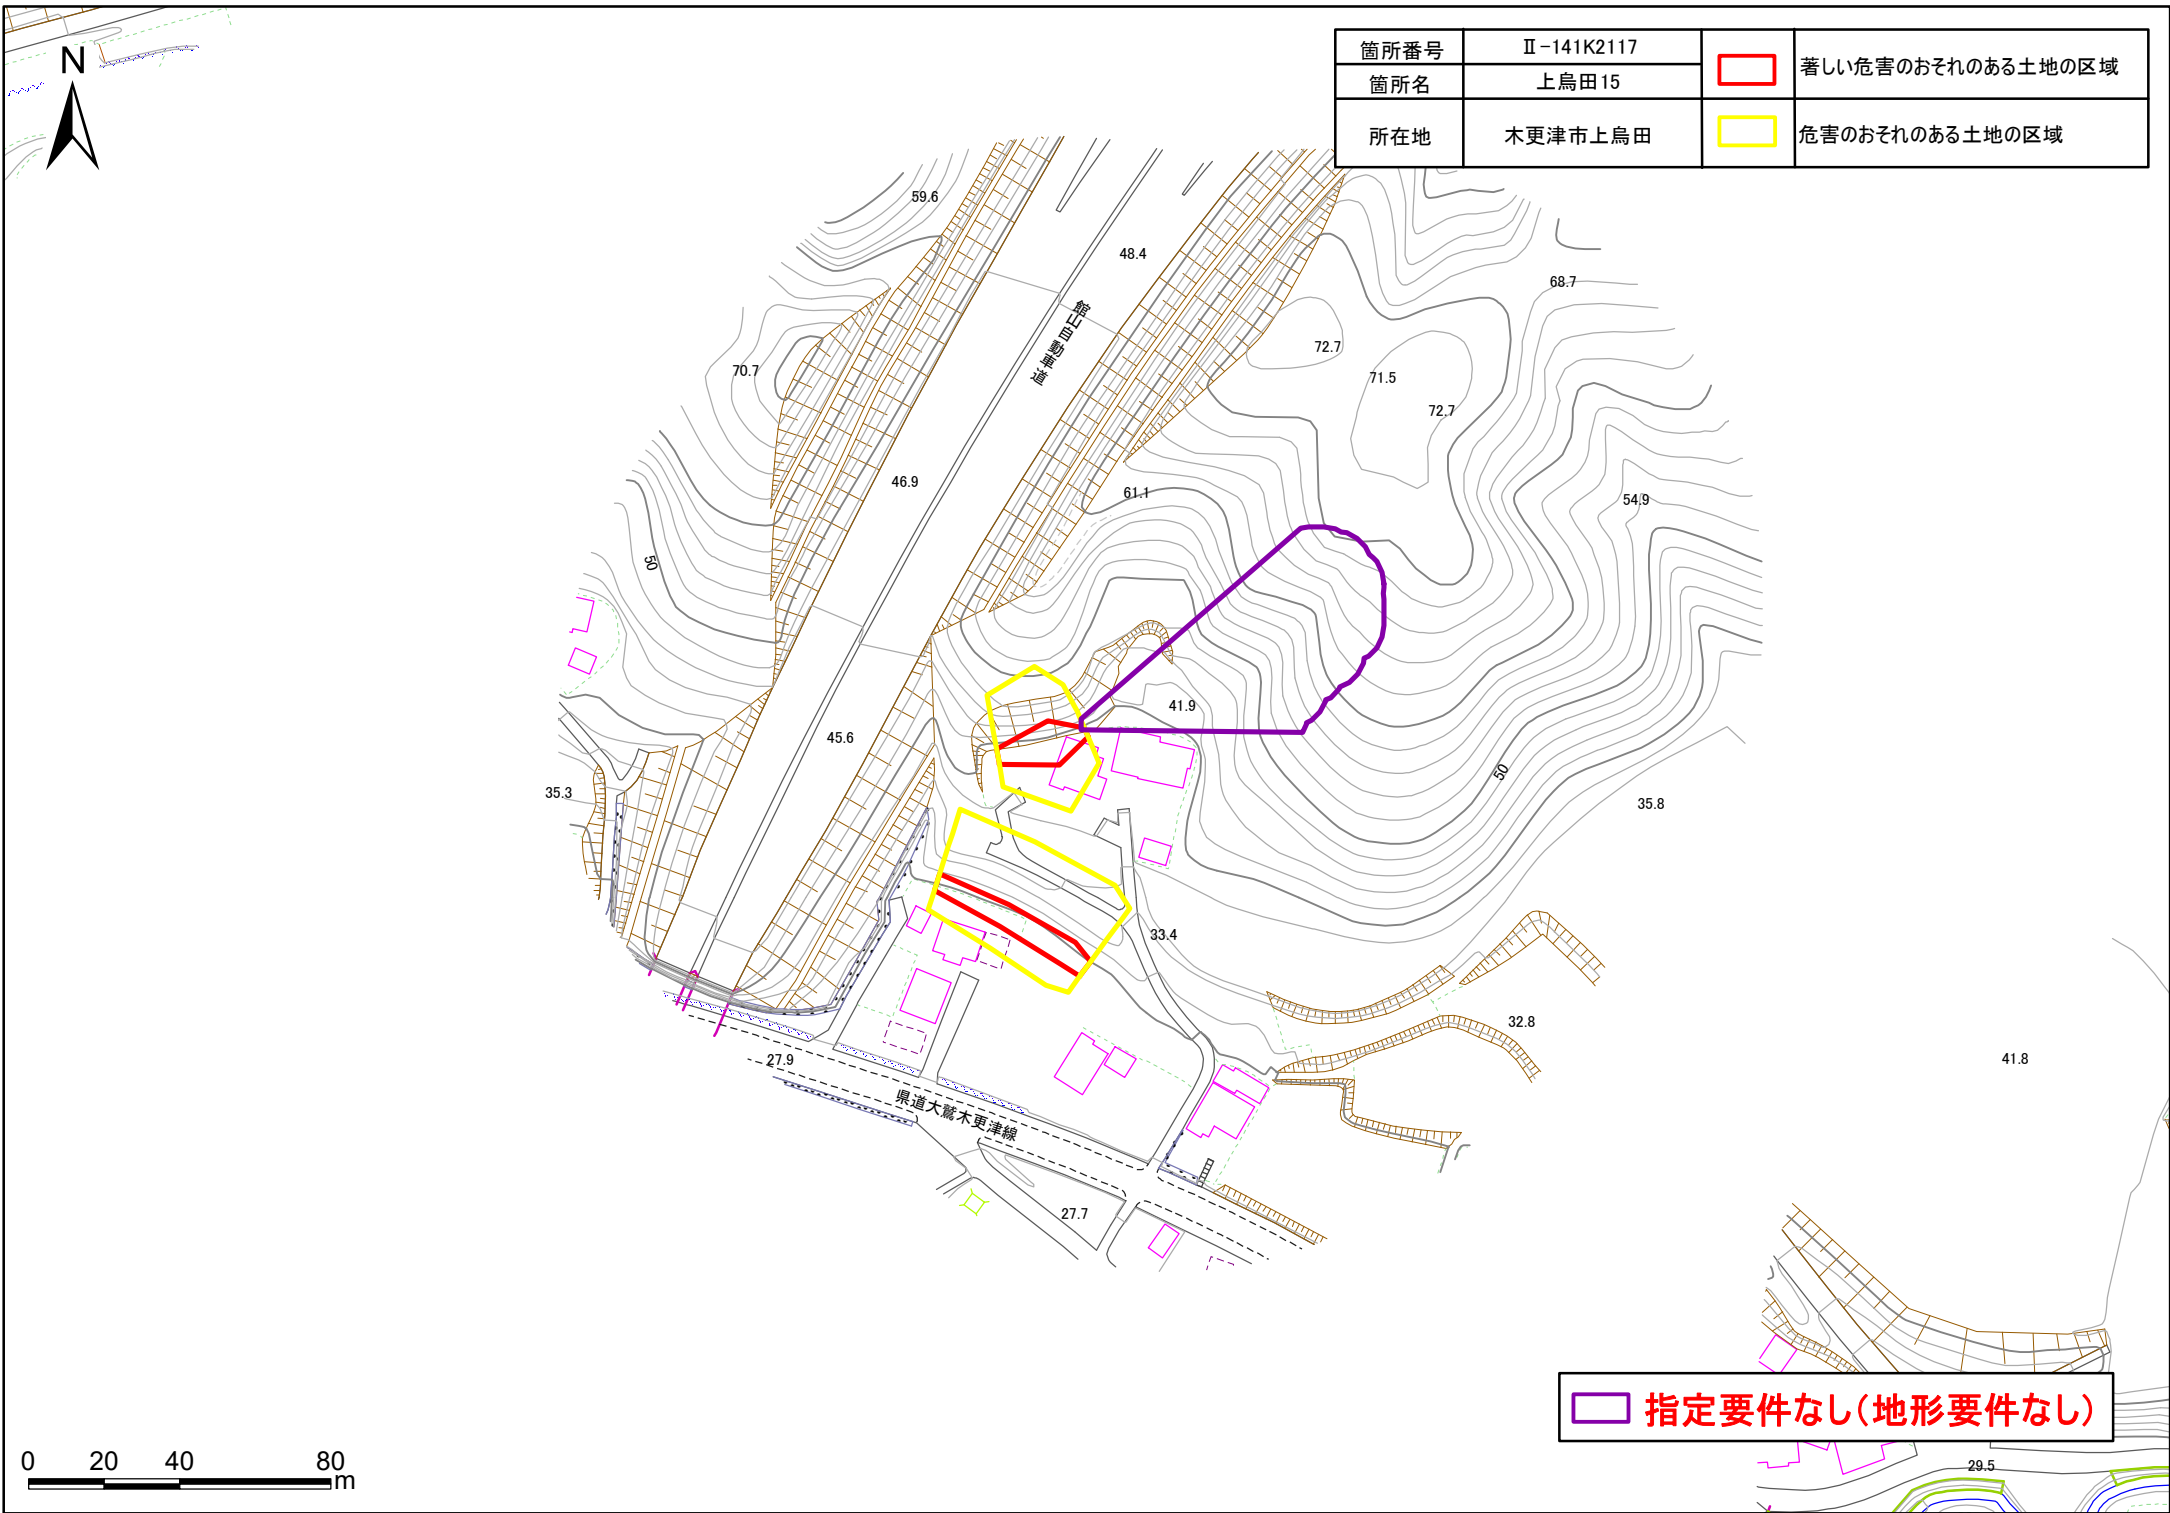 N
箇所番号 Ⅱ-141K2117 著しい危害のおそれのある土地の区域
箇所名 上烏田15
所在地 木更津市上烏田 危害のおそれのある土地の区域
59.6
48.4
68.7
館山自動車道
72.7
70.7
71.5
72.7
46.9
61.1
54.9
50
41.9
45.6
50
35.3
35.8
33.4
32.8
27.9
41.8
県道大鷲木更津線
27.7
指定要件なし(地形要件なし)
29.5
0 20 40 80
m